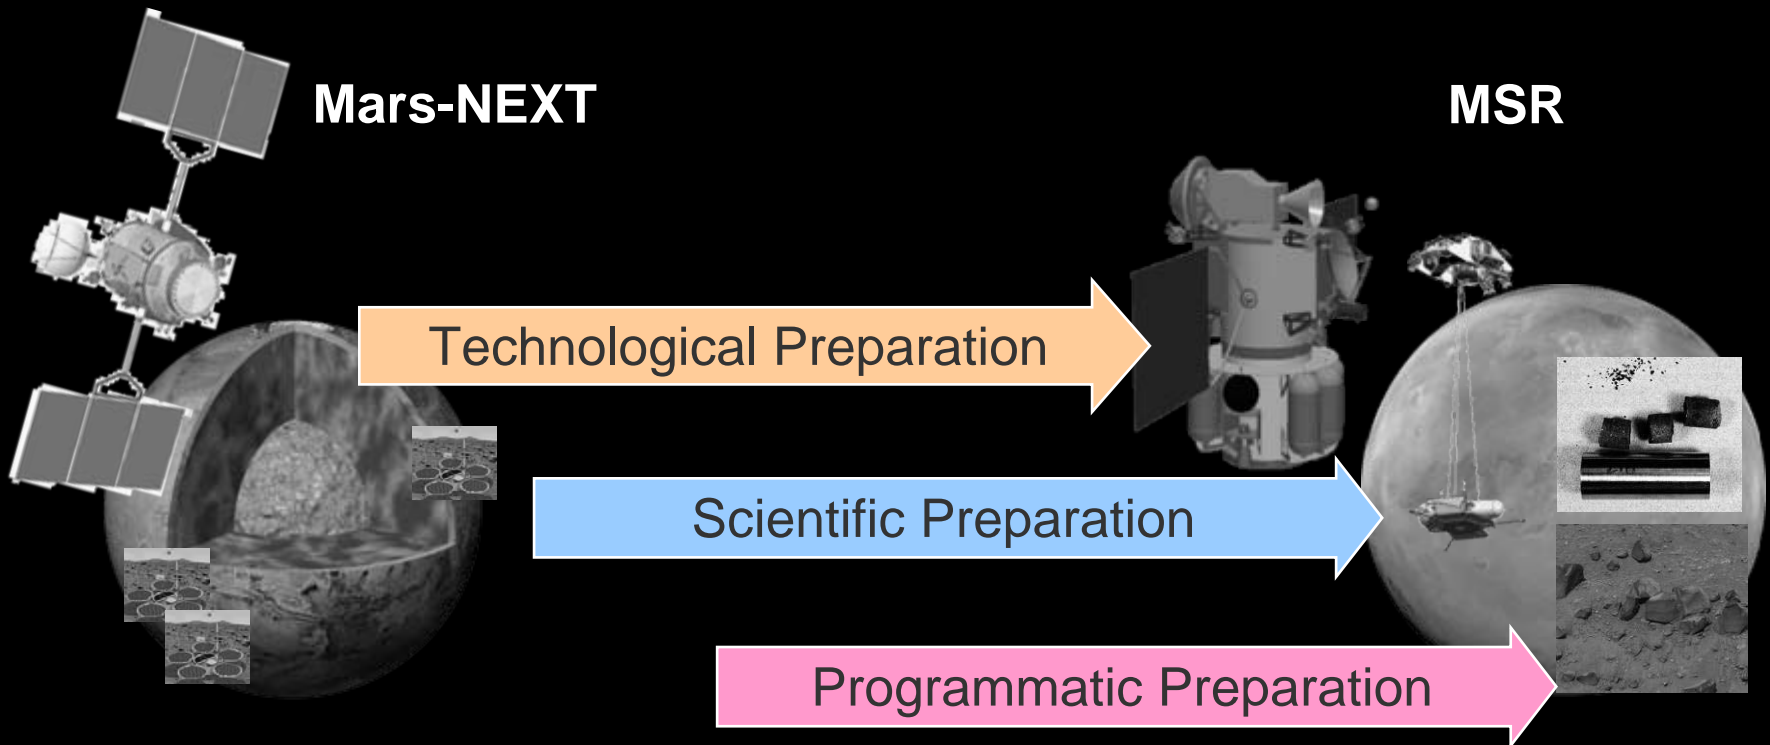 Mars-NEXT
MSR
Technological Preparation
Scientific Preparation
Programmatic Preparation